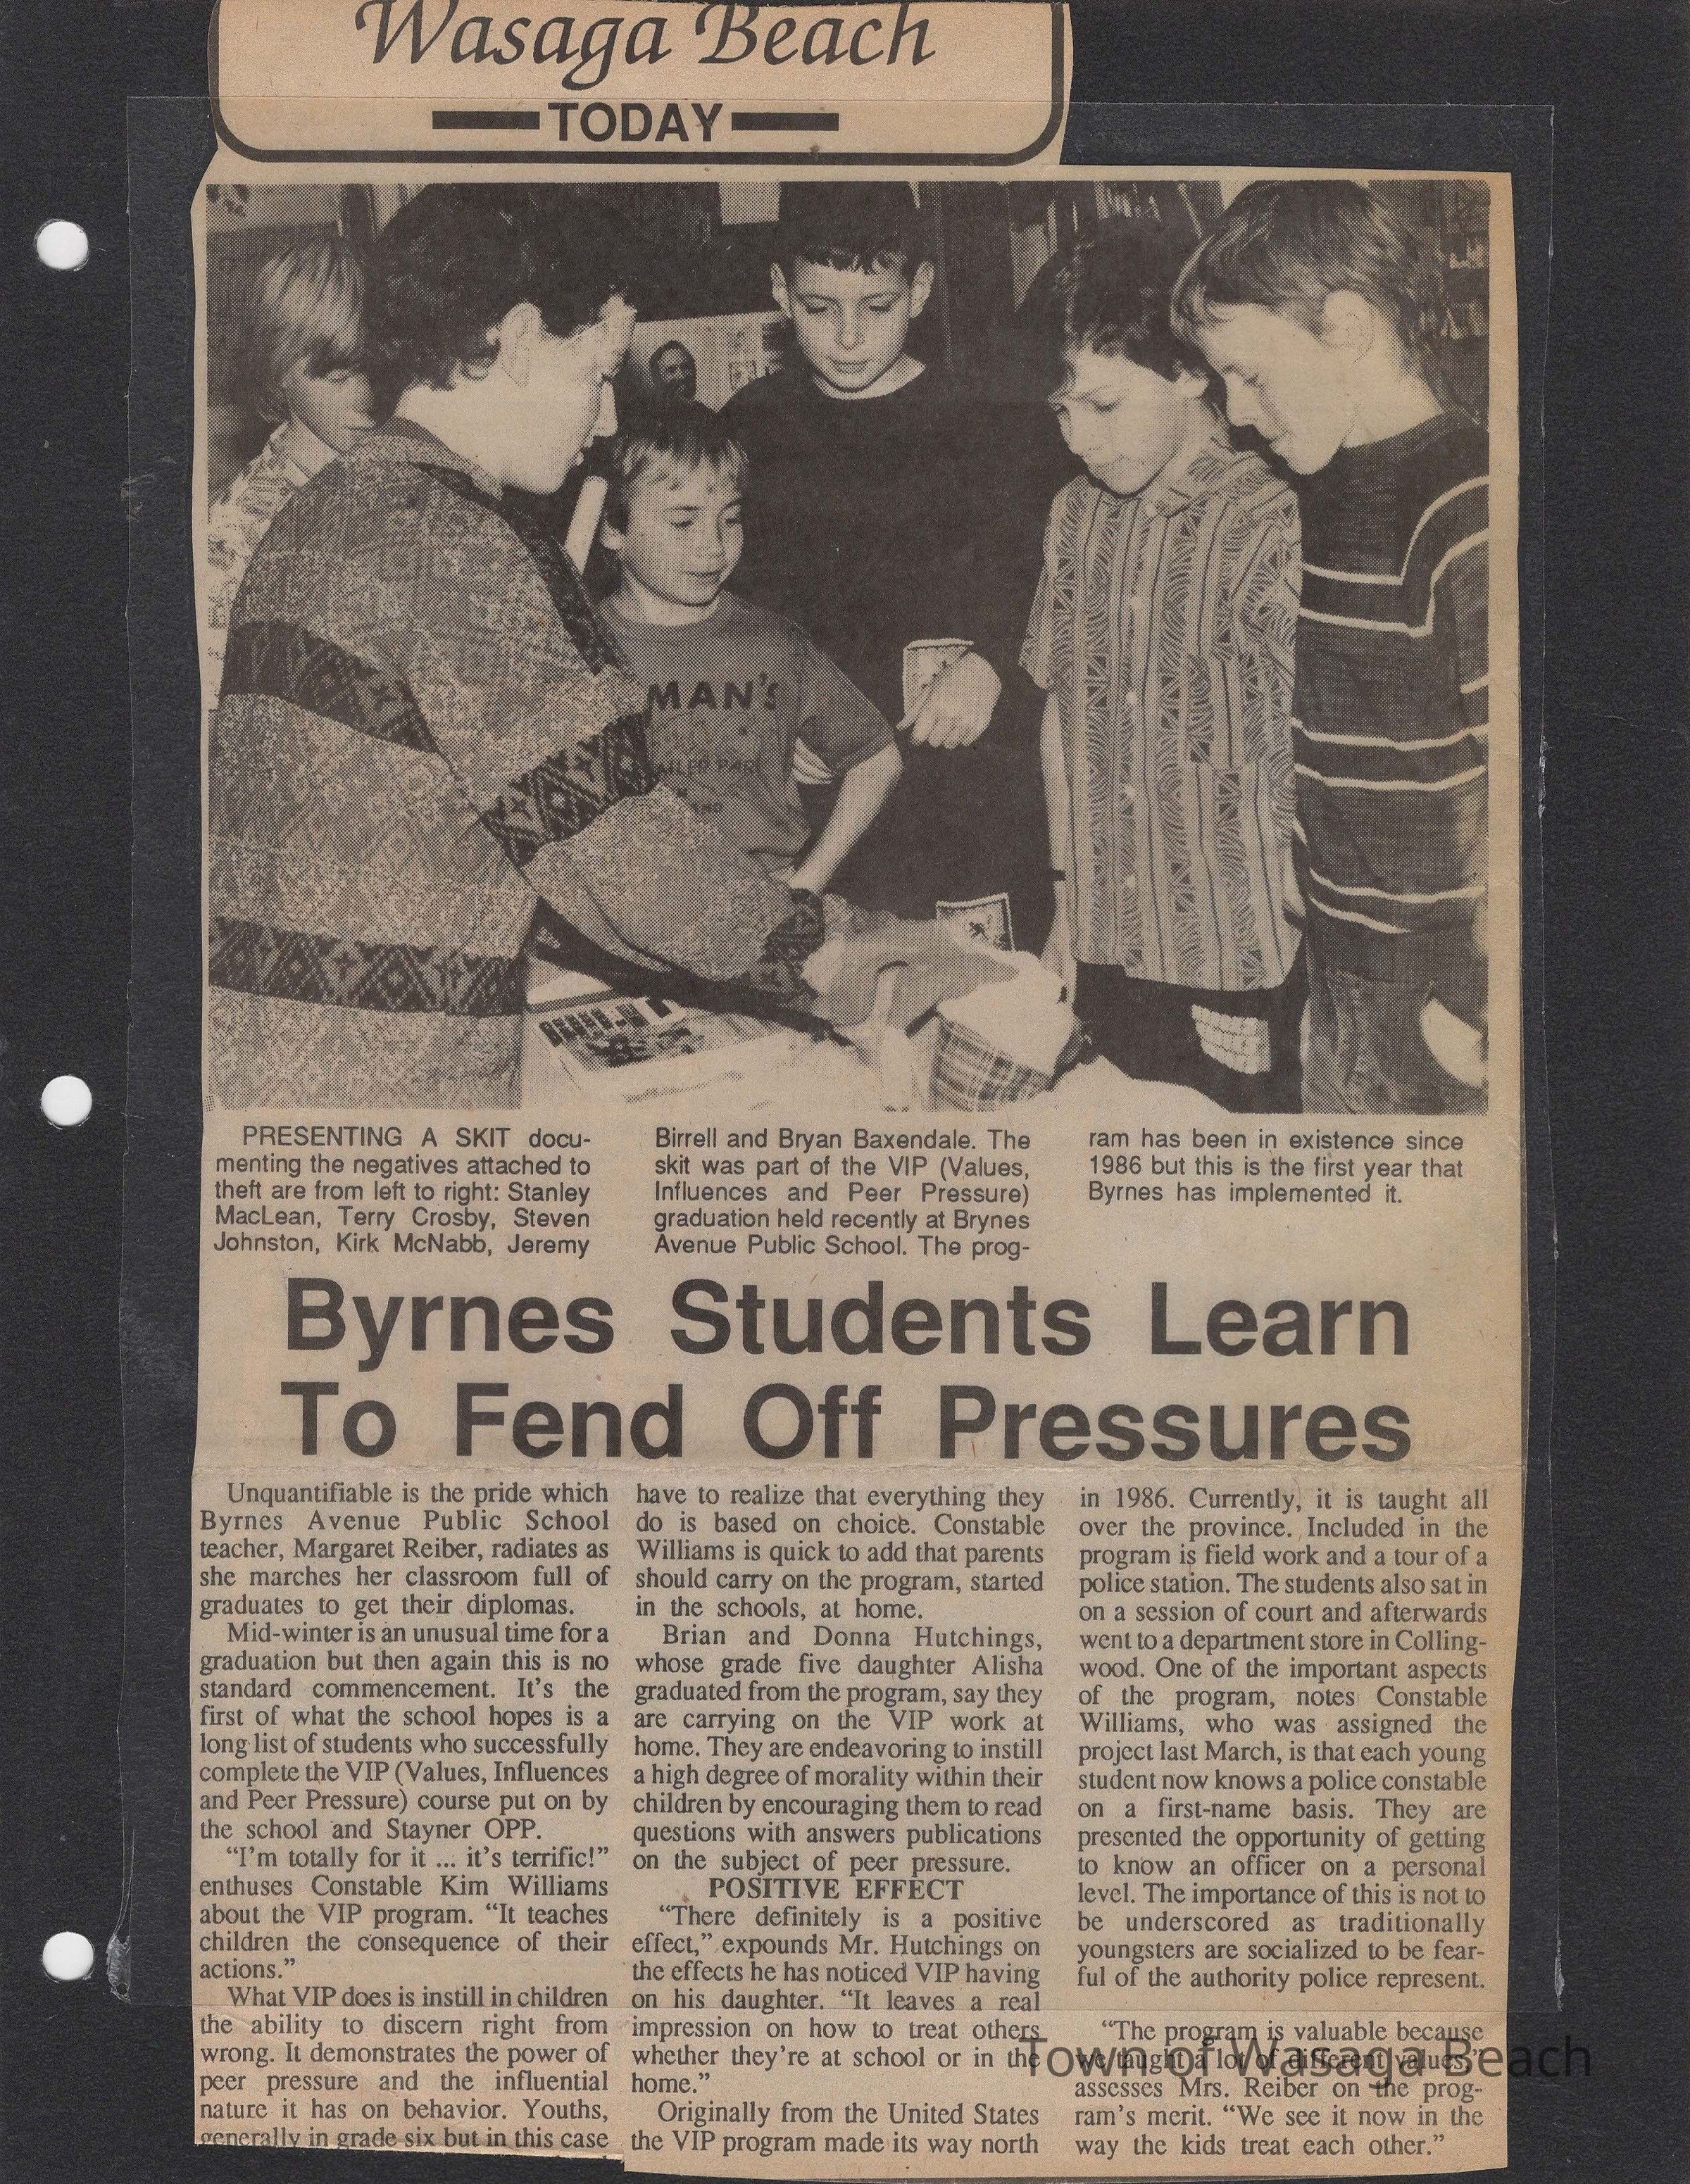 Wasaga Beach
TODAY
MAN'S
PRESENTING A SKIT docu-
menting the negatives attached to
theft are from left to right: Stanley
MacLean, Terry Crosby, Steven
Johnston, Kirk McNabb, Jeremy
Birrell and Bryan Baxendale. The
skit was part of the VIP (Values,
Influences and Peer Pressure)
graduation held recently at Brynes
Avenue Public School. The prog-
ram has been in existence since
1986 but this is the first year that
Byrnes has implemented it.
Byrnes Students Learn
To Fend Off Pressures
Unquantifiable is the pride which
Byrnes Avenue Public School
teacher, Margaret Reiber, radiates as
she marches her classroom full of
graduates to get their diplomas.
Mid-winter is an unusual time for a
graduation but then again this is no
standard commencement. It's the
first of what the school hopes is a
long list of students who successfully
complete the VIP (Values, Influences
and Peer Pressure) course put on by
the school and Stayner OPP.
“I'm totally for it ... it's terrific!”
enthuses Constable Kim Williams
about the VIP program. “It teaches
children the consequence of their
actions.”
What VIP does is instill in children
the ability to discern right from
wrong. It demonstrates the power of
peer pressure and the influential
nature it has on behavior. Youths,
generally in grade six but in this case
have to realize that everything they
do is based on choice. Constable
Williams is quick to add that parents
should carry on the program, started
in the schools, at home.
Brian and Donna Hutchings,
whose grade five daughter Alisha
graduated from the program, say they
are carrying on the VIP work at
home. They are endeavoring to instill
a high degree of morality within their
children by encouraging them to read
questions with answers publications
on the subject of peer pressure.
POSITIVE EFFECT
“There definitely is a positive
effect,” expounds Mr. Hutchings on
the effects he has noticed VIP having
on his daughter. “It leaves a real
impression on how to treat others
whether they're at school or in the
home.”
Originally from the United States
the VIP program made its way north
in 1986. Currently, it is taught all
over the province. Included in the
program is field work and a tour of a
police station. The students also sat in
on a session of court and afterwards
went to a department store in Colling-
wood. One of the important aspects
of the program, notes Constable
Williams, who was assigned the
project last March, is that each young
student now knows a police constable
on a first-name basis. They are
presented the opportunity of getting
to know an officer on a personal
level. The importance of this is not to
be underscored as traditionally
youngsters are socialized to be fear-
ful of the authority police represent.
“The program is valuable because
we taught a lot of different values,”
assesses Mrs. Reiber on the prog-
ram's merit. “We see it now in the
way the kids treat each other.”
Town of Wasaga Beach